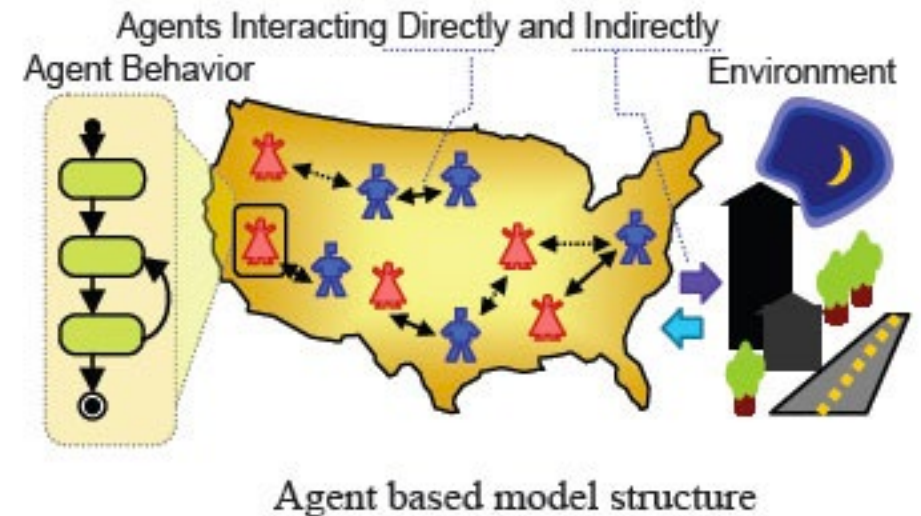 Agents Interacting Directly and Indirectly
Agent Behavior
Environment
Agent based model structure